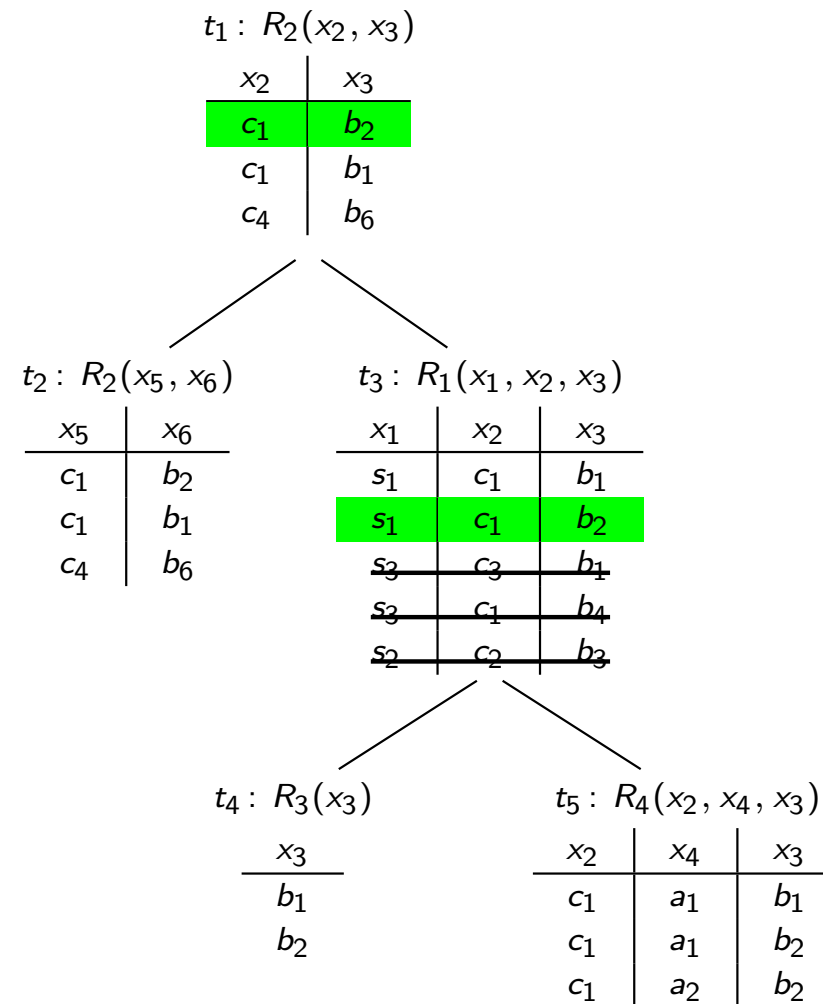 t₁ : R₂(x₂, x₃)
x₂ x₃
c₁ b₂
c₁ b₁
c₄ b₆
t₂ : R₂(x₅, x₆)
x₅ x₆
c₁ b₂
c₁ b₁
c₄ b₆
t₃ : R₁(x₁, x₂, x₃)
x₁ x₂ x₃
s₁ c₁ b₁
s₁ c₁ b₂
s₃ c₃ b₁
s₃ c₁ b₄
s₂ c₂ b₃
t₄ : R₃(x₃)
x₃
b₁
b₂
t₅ : R₄(x₂, x₄, x₃)
x₂ x₄ x₃
c₁ a₁ b₁
c₁ a₁ b₂
c₁ a₂ b₂